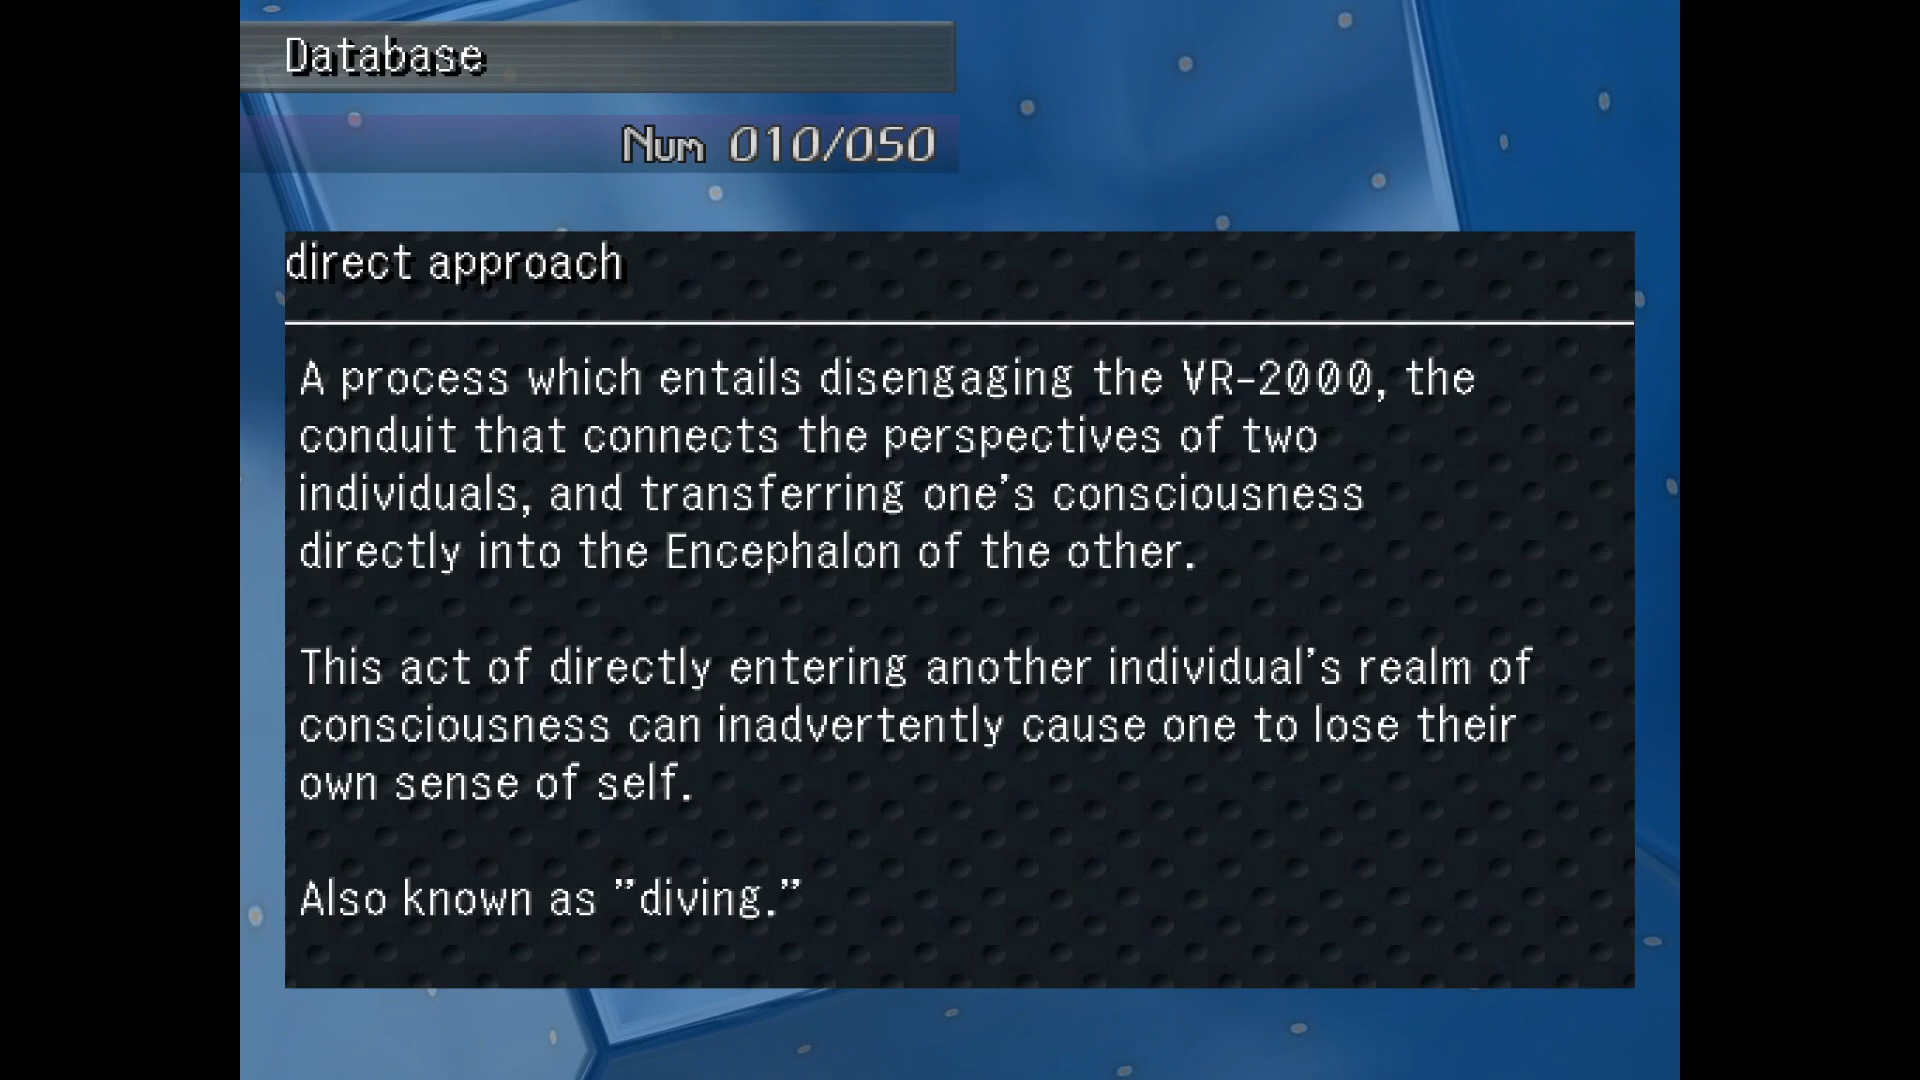 Database
Num 010/050
direct approach
A process which entails disengaging the VR-2000, the
conduit that connects the perspectives of two
individuals, and transferring one's consciousness
directly into the Encephalon of the other.
This act of directly entering another individual's realm of
consciousness can inadvertently cause one to lose their
own sense of self.
Also known as ”diving.”